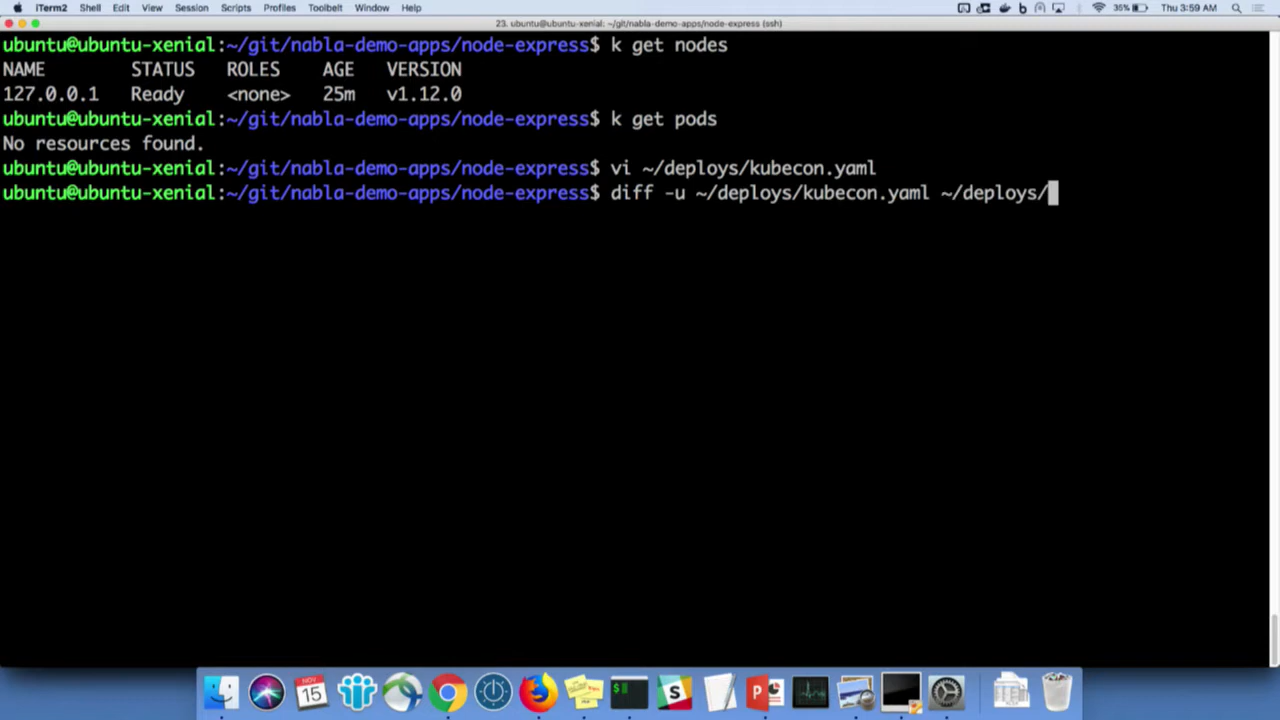 iTerm2 Shell Edit View Session Scripts Profiles Toolbelt Window Help 35% Thu 3:59 AM
23. ubuntu@ubuntu-xenial: ~/git/nabla-demo-apps/node-express (ssh)
ubuntu@ubuntu-xenial:~/git/nabla-demo-apps/node-express$ k get nodes
NAME STATUS ROLES AGE VERSION
127.0.0.1 Ready <none> 25m v1.12.0
ubuntu@ubuntu-xenial:~/git/nabla-demo-apps/node-express$ k get pods
No resources found.
ubuntu@ubuntu-xenial:~/git/nabla-demo-apps/node-express$ vi ~/deploys/kubecon.yaml
ubuntu@ubuntu-xenial:~/git/nabla-demo-apps/node-express$ diff -u ~/deploys/kubecon.yaml ~/deploys/
NOV
15